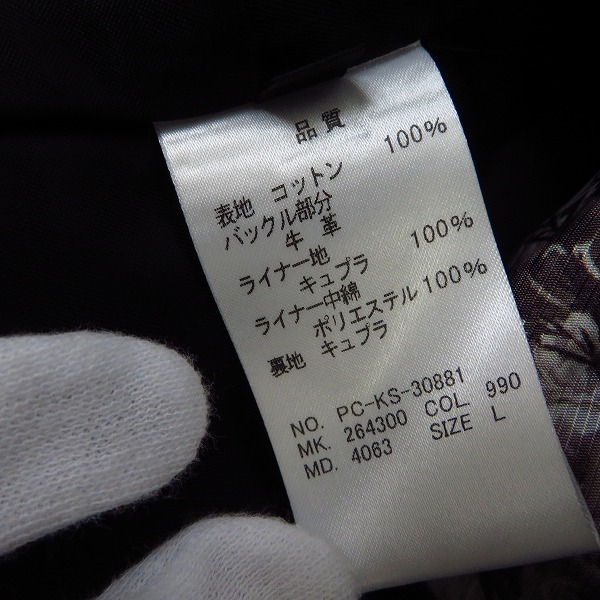 品質
表地 コットン 100%
バックル部分
牛革
ライナー地
キュプラ 100%
ライナー中綿
ポリエステル 100%
裏地 キュプラ
NO. PC-KS-30881
MK. 264300 COL. 990
MD. 4063 SIZE L